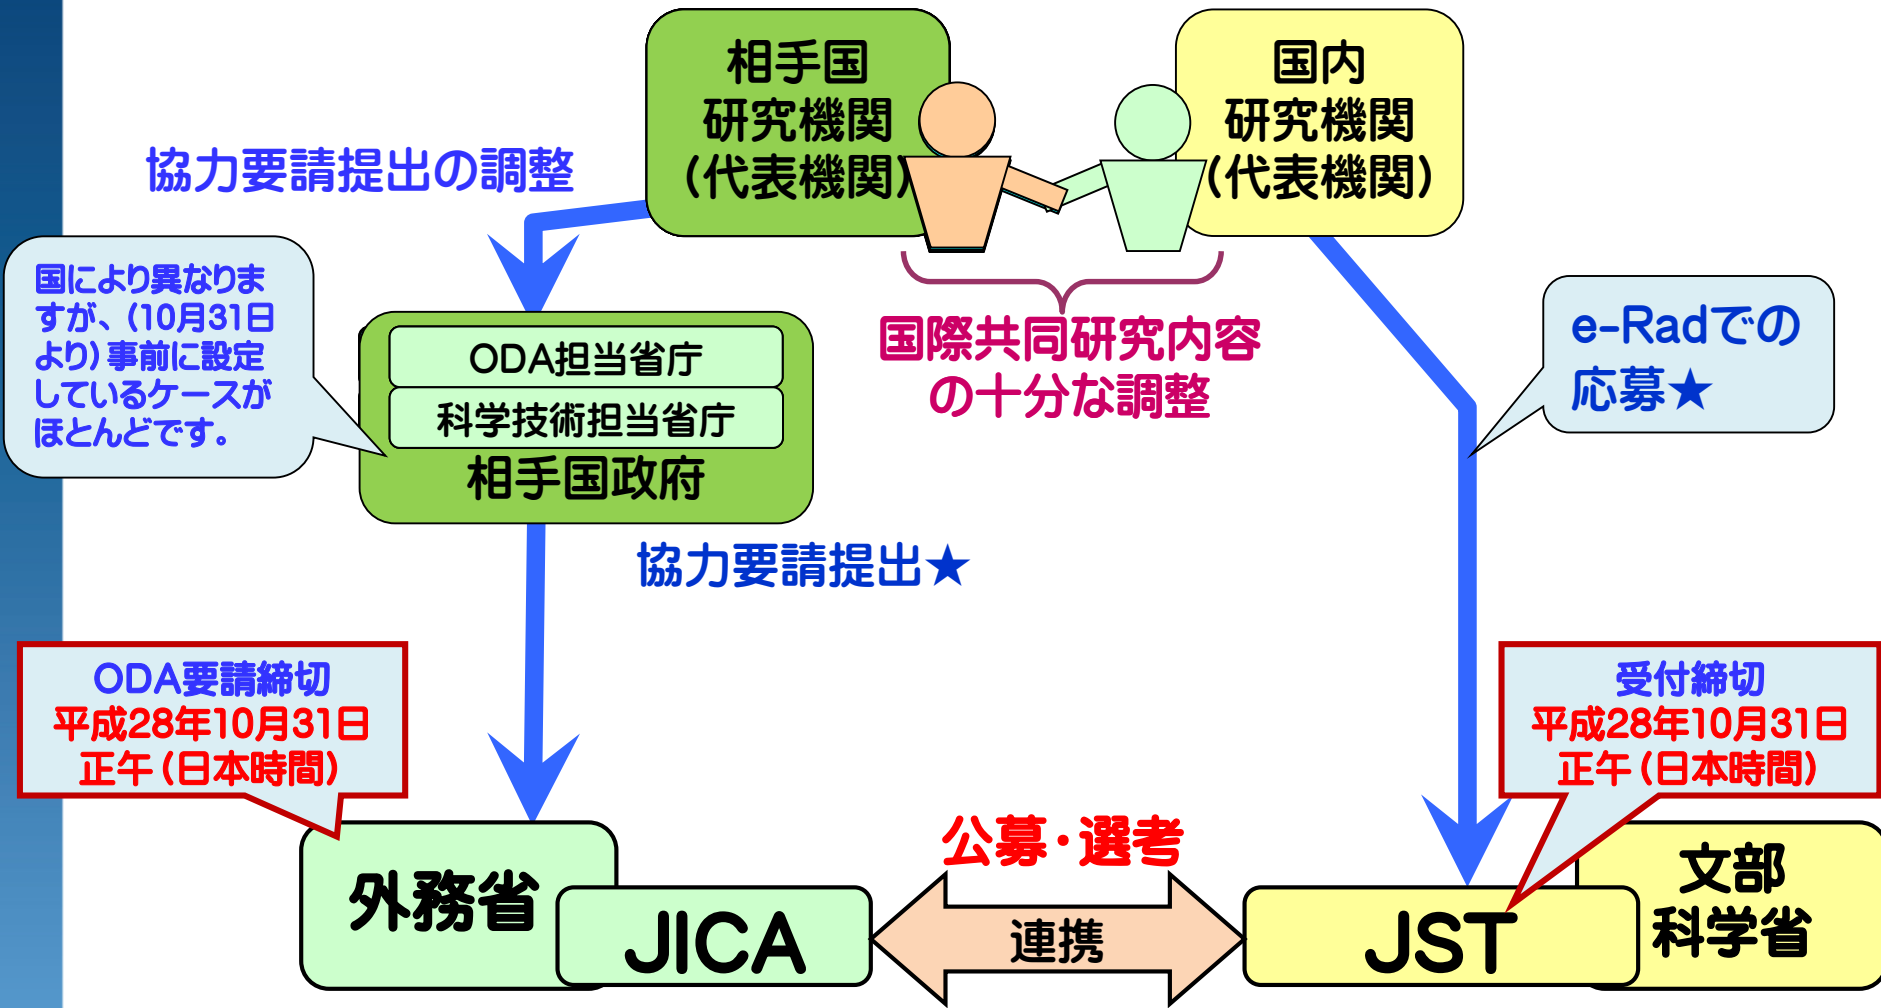 相手国
研究機関
(代表機関)
国内
研究機関
(代表機関)
協力要請提出の調整
国により異なりま
すが、(10月31日
より)事前に設定
しているケースが
ほとんどです。
ODA担当省庁
科学技術担当省庁
相手国政府
国際共同研究内容
の十分な調整
e-Radでの
応募★
協力要請提出★
ODA要請締切
平成28年10月31日
正午(日本時間)
受付締切
平成28年10月31日
正午(日本時間)
外務省
JICA
公募・選考
連携
JST
文部
科学省